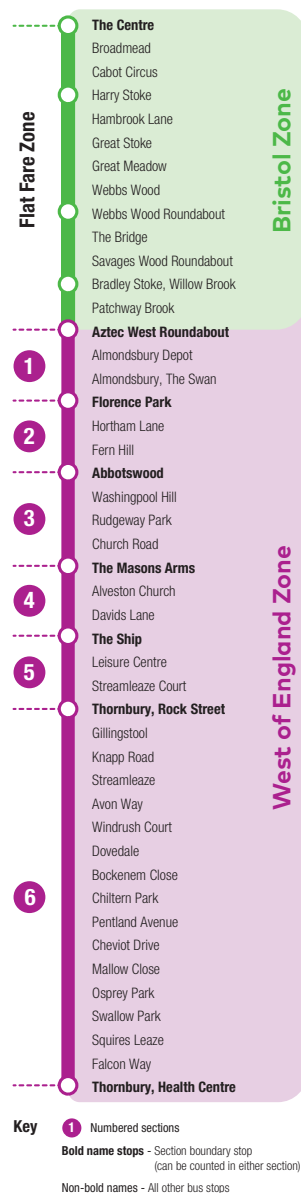 The Centre
Broadmead
Cabot Circus
Harry Stoke
Hambrook Lane
Great Stoke
Great Meadow
Webbs Wood
Webbs Wood Roundabout
The Bridge
Savages Wood Roundabout
Bradley Stoke, Willow Brook
Patchway Brook
Flat Fare Zone
Bristol Zone
Aztec West Roundabout
1
Almondsbury Depot
Almondsbury, The Swan
Florence Park
2
Hortham Lane
Fern Hill
Abbotswood
3
Washingpool Hill
Rudgeway Park
Church Road
The Masons Arms
4
Alveston Church
Davids Lane
The Ship
5
Leisure Centre
Streamleaze Court
Thornbury, Rock Street
West of England Zone
Gillingstool
Knapp Road
Streamleaze
Avon Way
Windrush Court
Dovedale
Bockenem Close
6
Chiltern Park
Pentland Avenue
Cheviot Drive
Mallow Close
Osprey Park
Swallow Park
Squires Leaze
Falcon Way
Thornbury, Health Centre
Key
1 Numbered sections
Bold name stops - Section boundary stop
(can be counted in either section)
Non-bold names - All other bus stops